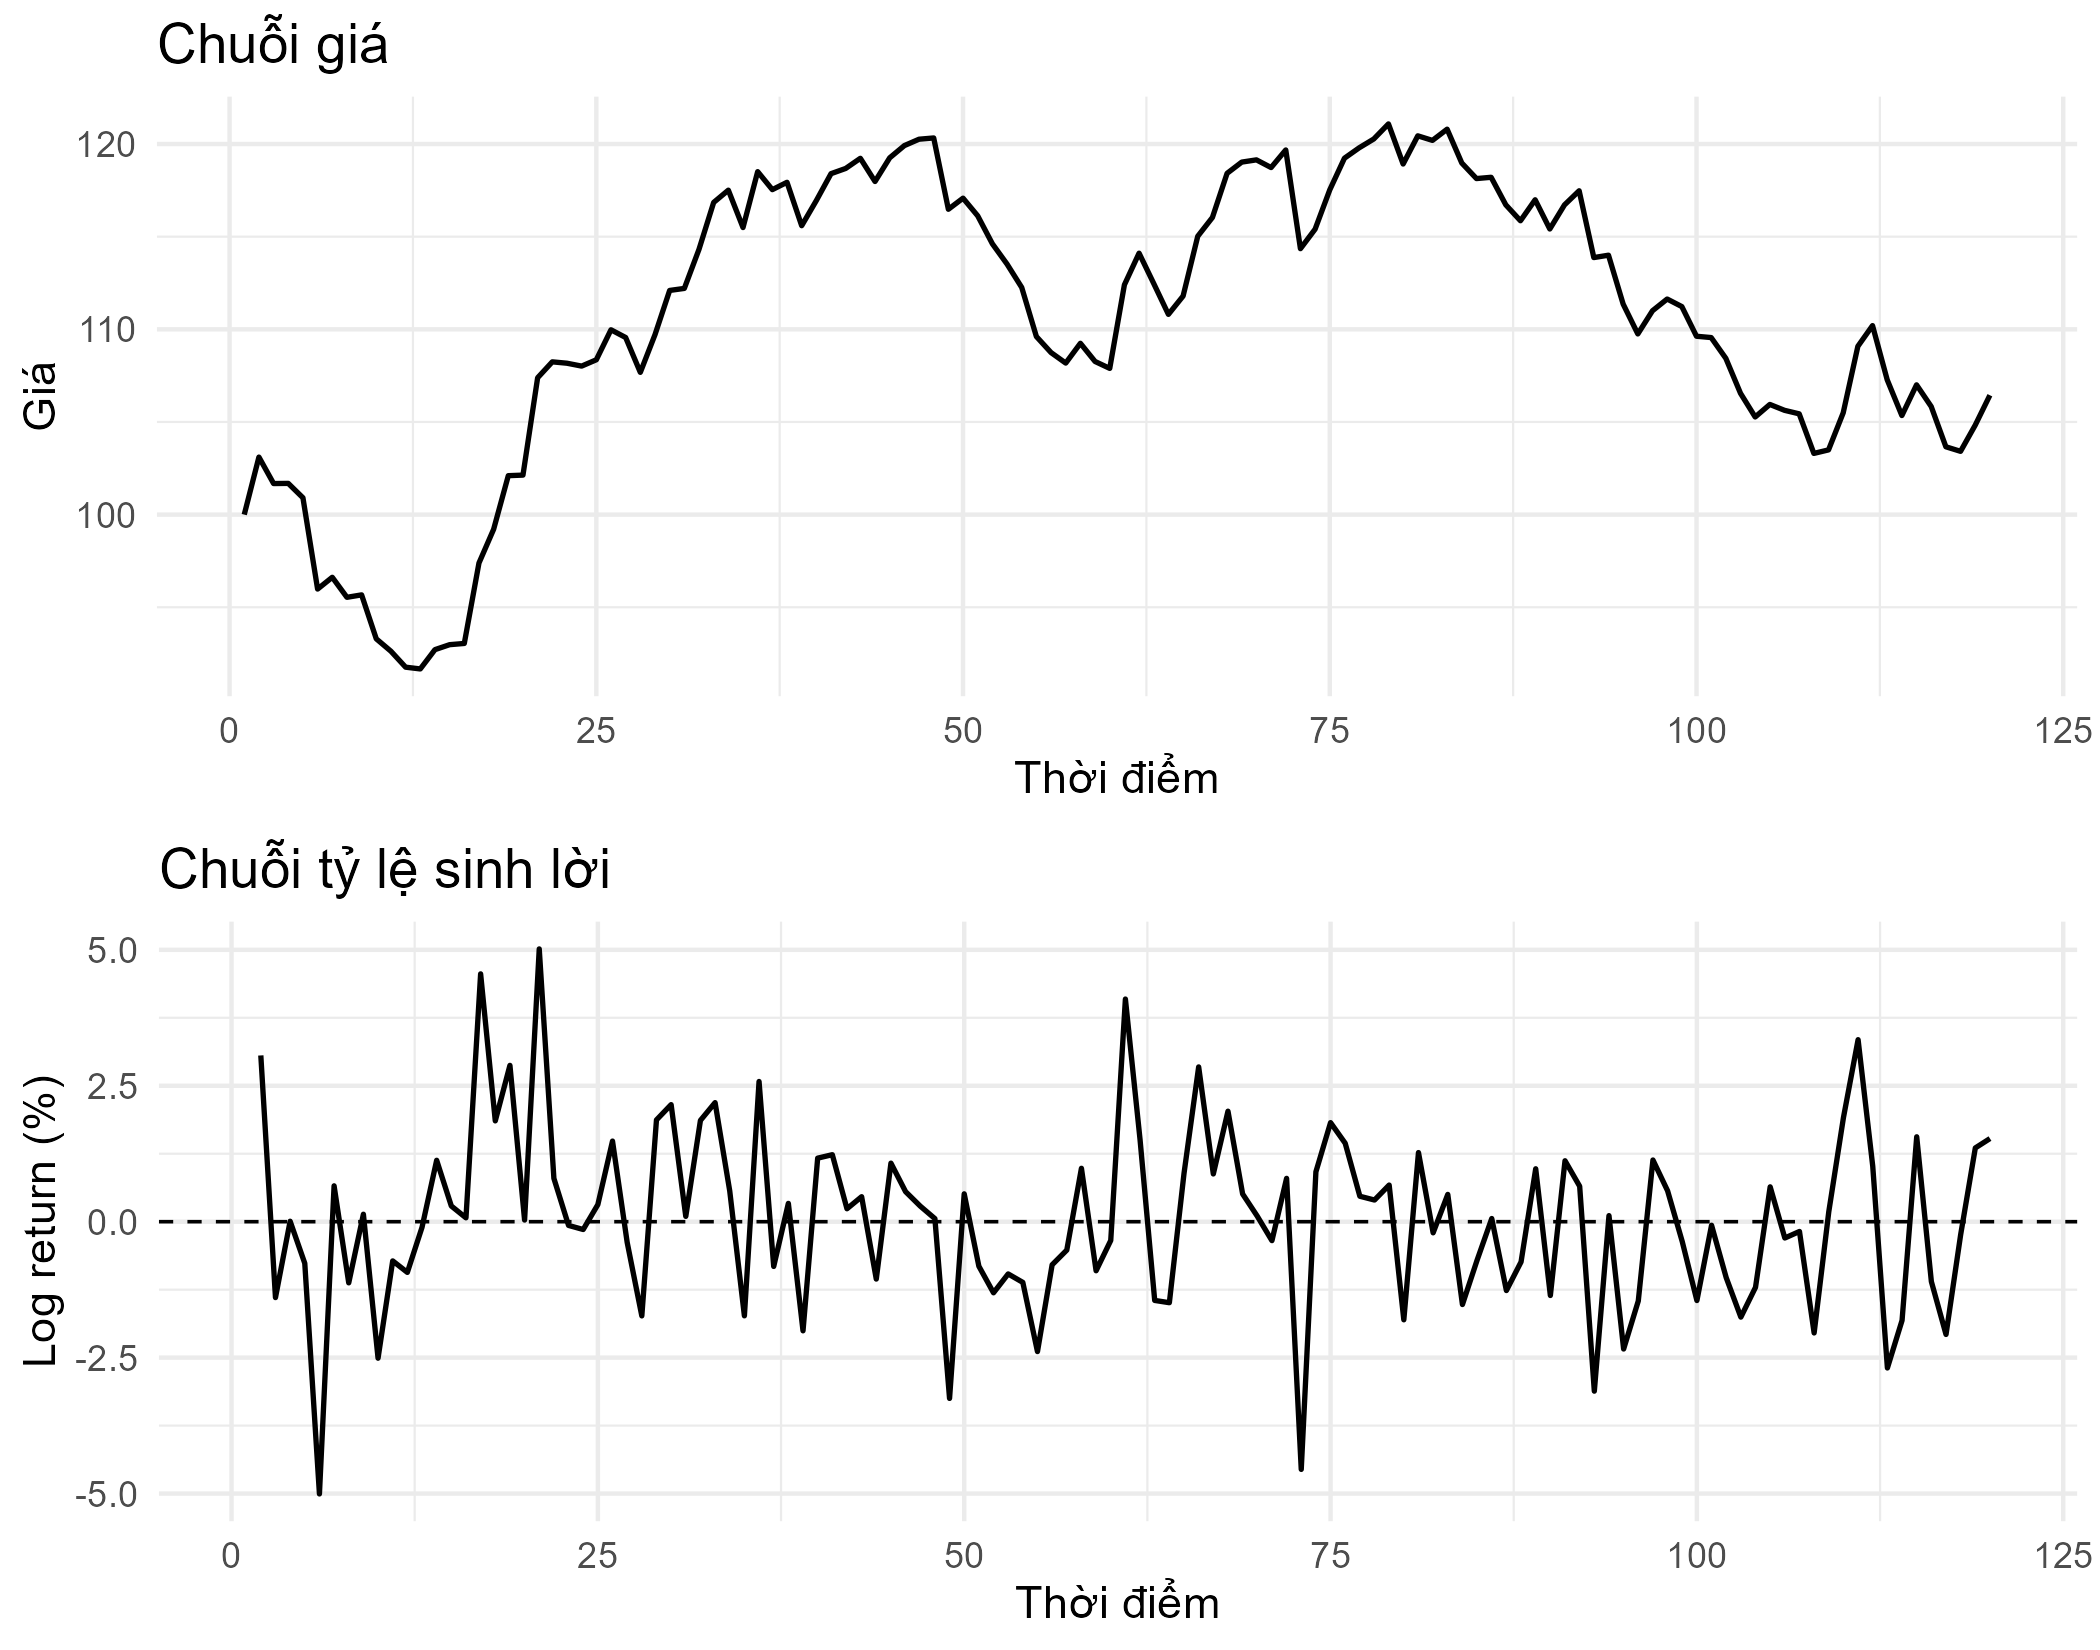 Chuỗi giá
Giá
120
110
100
0 25 50 75 100 125
Thời điểm
Chuỗi tỷ lệ sinh lời
Log return (%)
5.0
2.5
0.0
-2.5
-5.0
0 25 50 75 100 125
Thời điểm